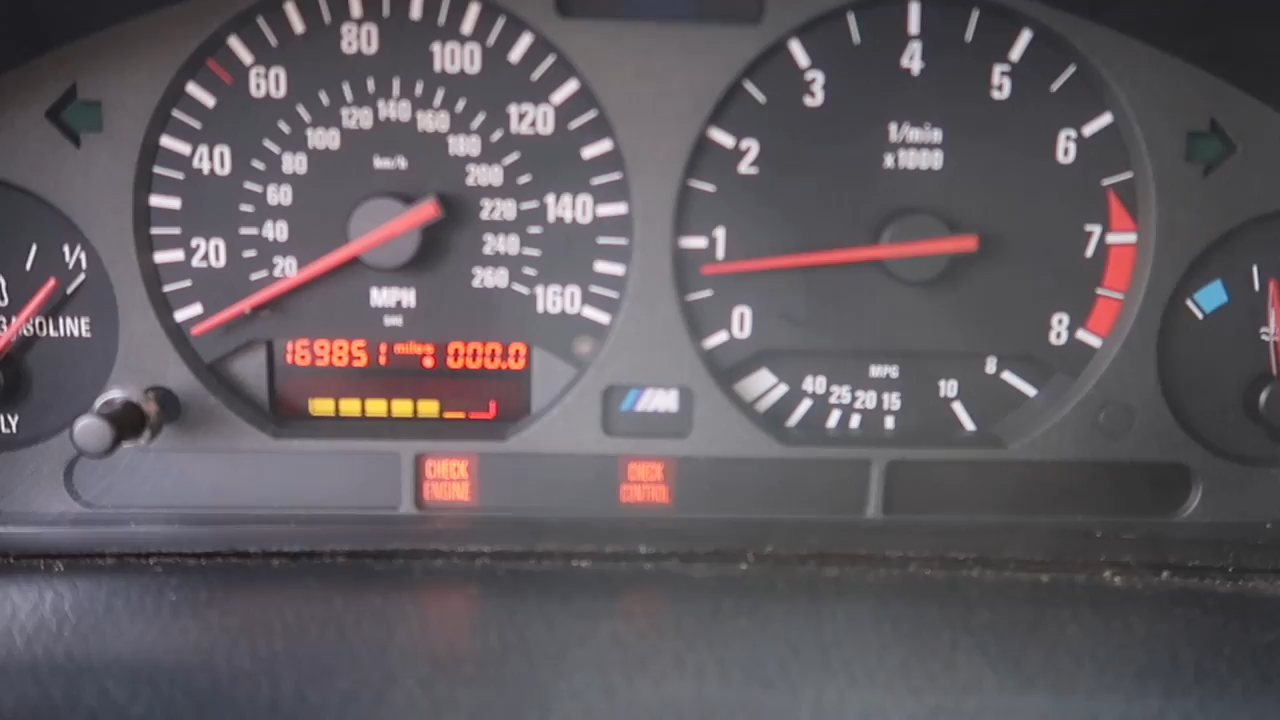 80
100
60
120
40
140
20
160
120 140 160
100
180
80
200
60
220
40
240
20
260
km/h
MPH
169851 miles 000.0
1/1
GASOLINE
LY
M
4
3
5
2
6
1
7
0
8
1/min
x1000
MPG
40 25 20 15
10
8
CHECK
ENGINE
CHECK
CONTROL